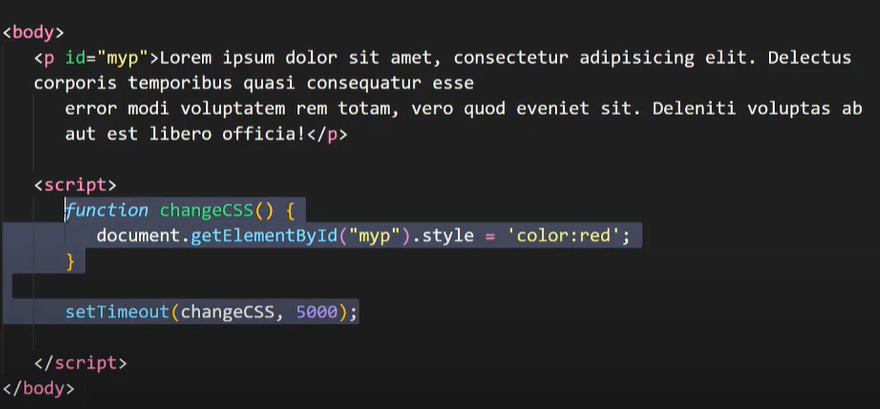 <body>
<p id="myp">Lorem ipsum dolor sit amet, consectetur adipisicing elit. Delectus
corporis temporibus quasi consequatur esse
error modi voluptatem rem totam, vero quod eveniet sit. Deleniti voluptas ab
aut est libero officia!</p>
<script>
function changeCSS() {
document.getElementById("myp").style = 'color:red';
}
setTimeout(changeCSS, 5000);
</script>
</body>